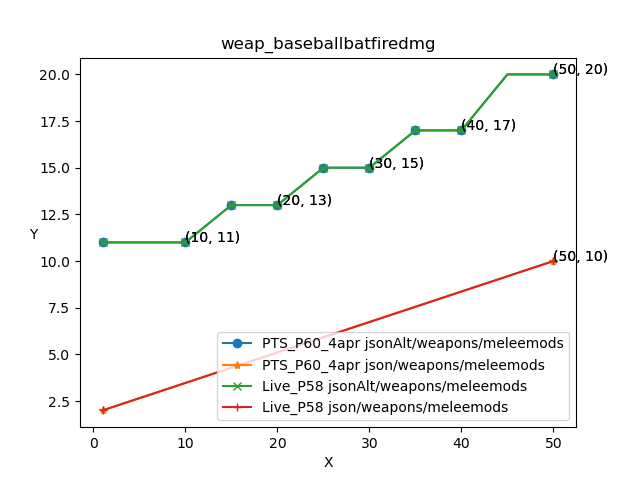 weap_baseballbatfiredmg
20.0
17.5
15.0
12.5
10.0
7.5
5.0
2.5
Y
(50, 20)
(40, 17)
(30, 15)
(20, 13)
(10, 11)
(50, 10)
PTS_P60_4apr jsonAlt/weapons/meleemods
PTS_P60_4apr json/weapons/meleemods
Live_P58 jsonAlt/weapons/meleemods
Live_P58 json/weapons/meleemods
0 10 20 30 40 50
X